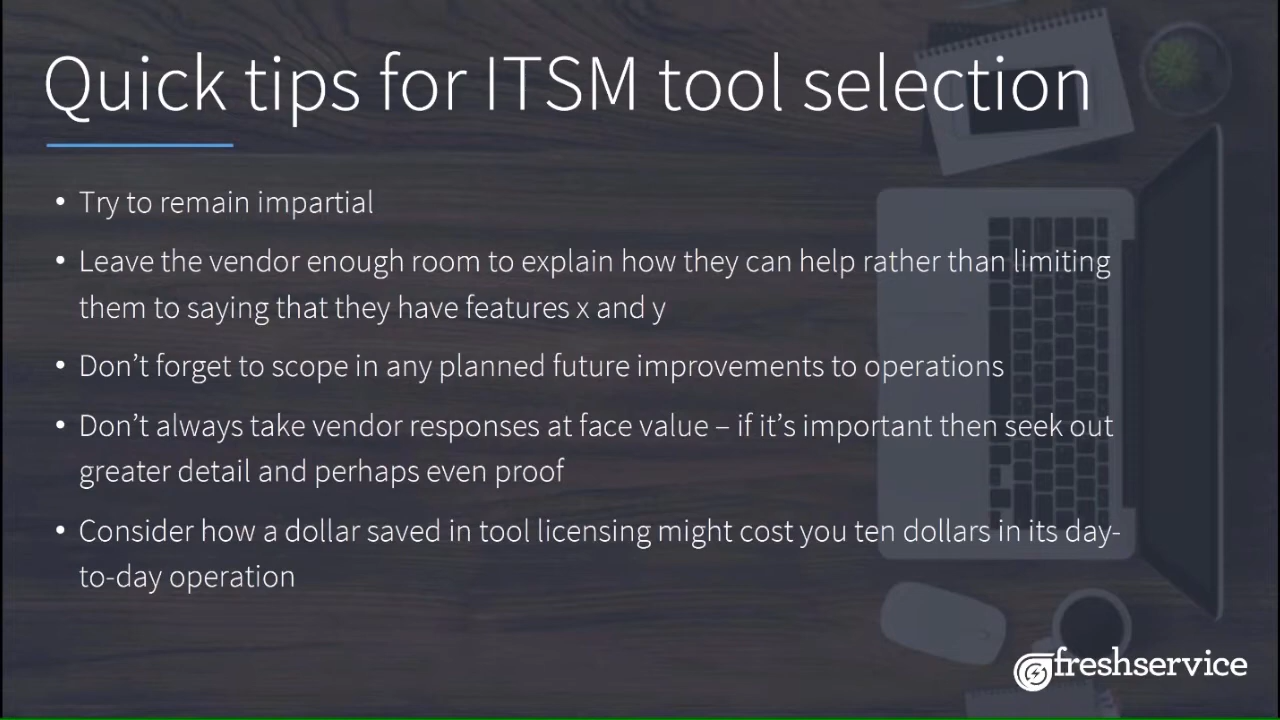 Quick tips for ITSM tool selection
• Try to remain impartial
• Leave the vendor enough room to explain how they can help rather than limiting
them to saying that they have features x and y
• Don’t forget to scope in any planned future improvements to operations
• Don’t always take vendor responses at face value – if it’s important then seek out
greater detail and perhaps even proof
• Consider how a dollar saved in tool licensing might cost you ten dollars in its day-
to-day operation
freshservice